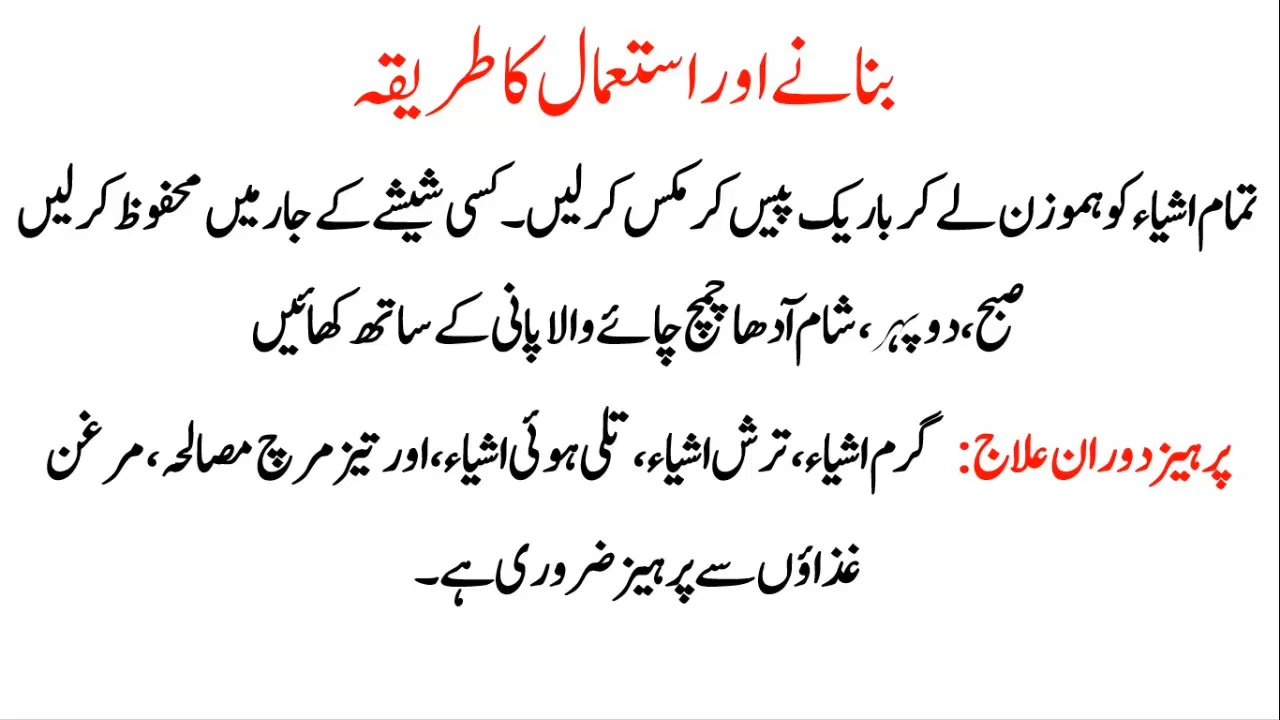 بنانے اور استعمال کا طریقہ
تمام اشیاء کو ہموزن لے کر باریک پیس کر مکس کر لیں۔ کسی شیشے کے جار میں محفوظ کر لیں
صبح، دوپہر، شام آدھا چمچ چائے والا پانی کے ساتھ کھائیں
پرہیز دوران علاج: گرم اشیاء، ترش اشیاء، تلی ہوئی اشیاء، اور تیز مرچ مصالحہ، مرغن
غذاؤں سے پرہیز ضروری ہے۔